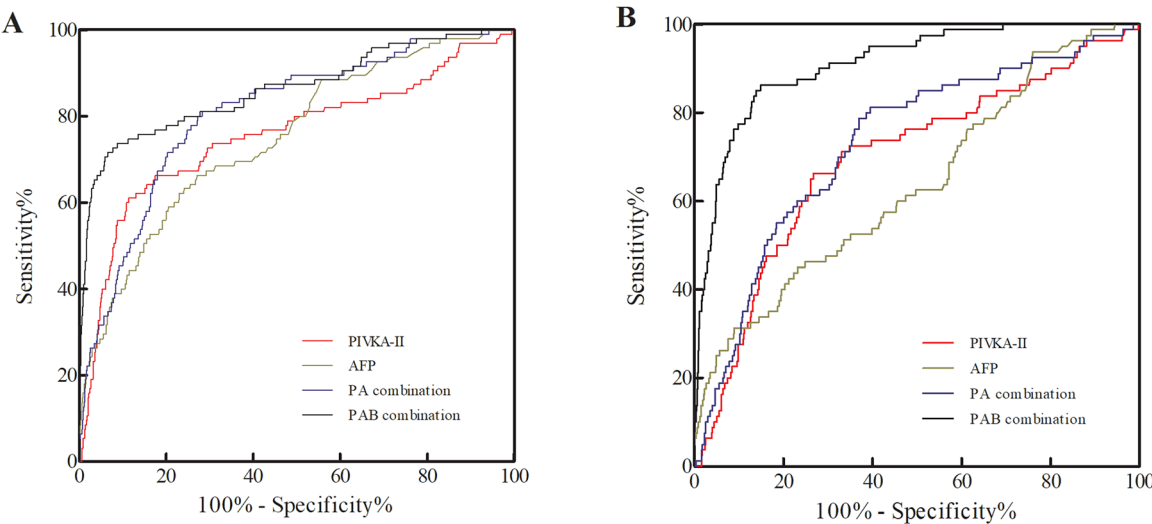 A
100
80
60
40
20
0
Sensitivity%
0
20
40
60
80
100
100% - Specificity%
PIVKA-II
AFP
PA combination
PAB combination
B
100
80
60
40
20
0
Sensitivity%
0
20
40
60
80
100
100% - Specificity%
PIVKA-II
AFP
PA combination
PAB combination